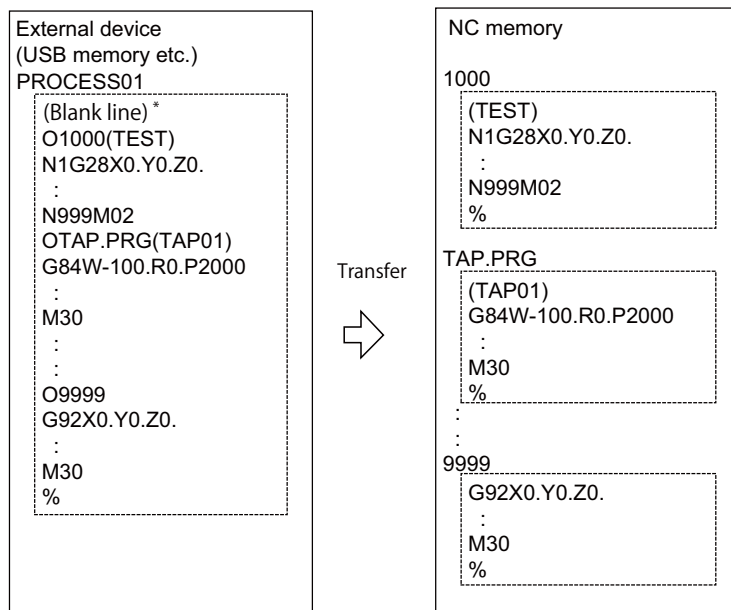 External device
(USB memory etc.)
PROCESS01
(Blank line) *
O1000(TEST)
N1G28X0.Y0.Z0.
:
N999M02
OTAP.PRG(TAP01)
G84W-100.R0.P2000
:
M30
:
:
O9999
G92X0.Y0.Z0.
:
M30
%
Transfer
NC memory
1000
(TEST)
N1G28X0.Y0.Z0.
:
N999M02
%
TAP.PRG
(TAP01)
G84W-100.R0.P2000
:
M30
%
:
:
9999
G92X0.Y0.Z0.
:
M30
%